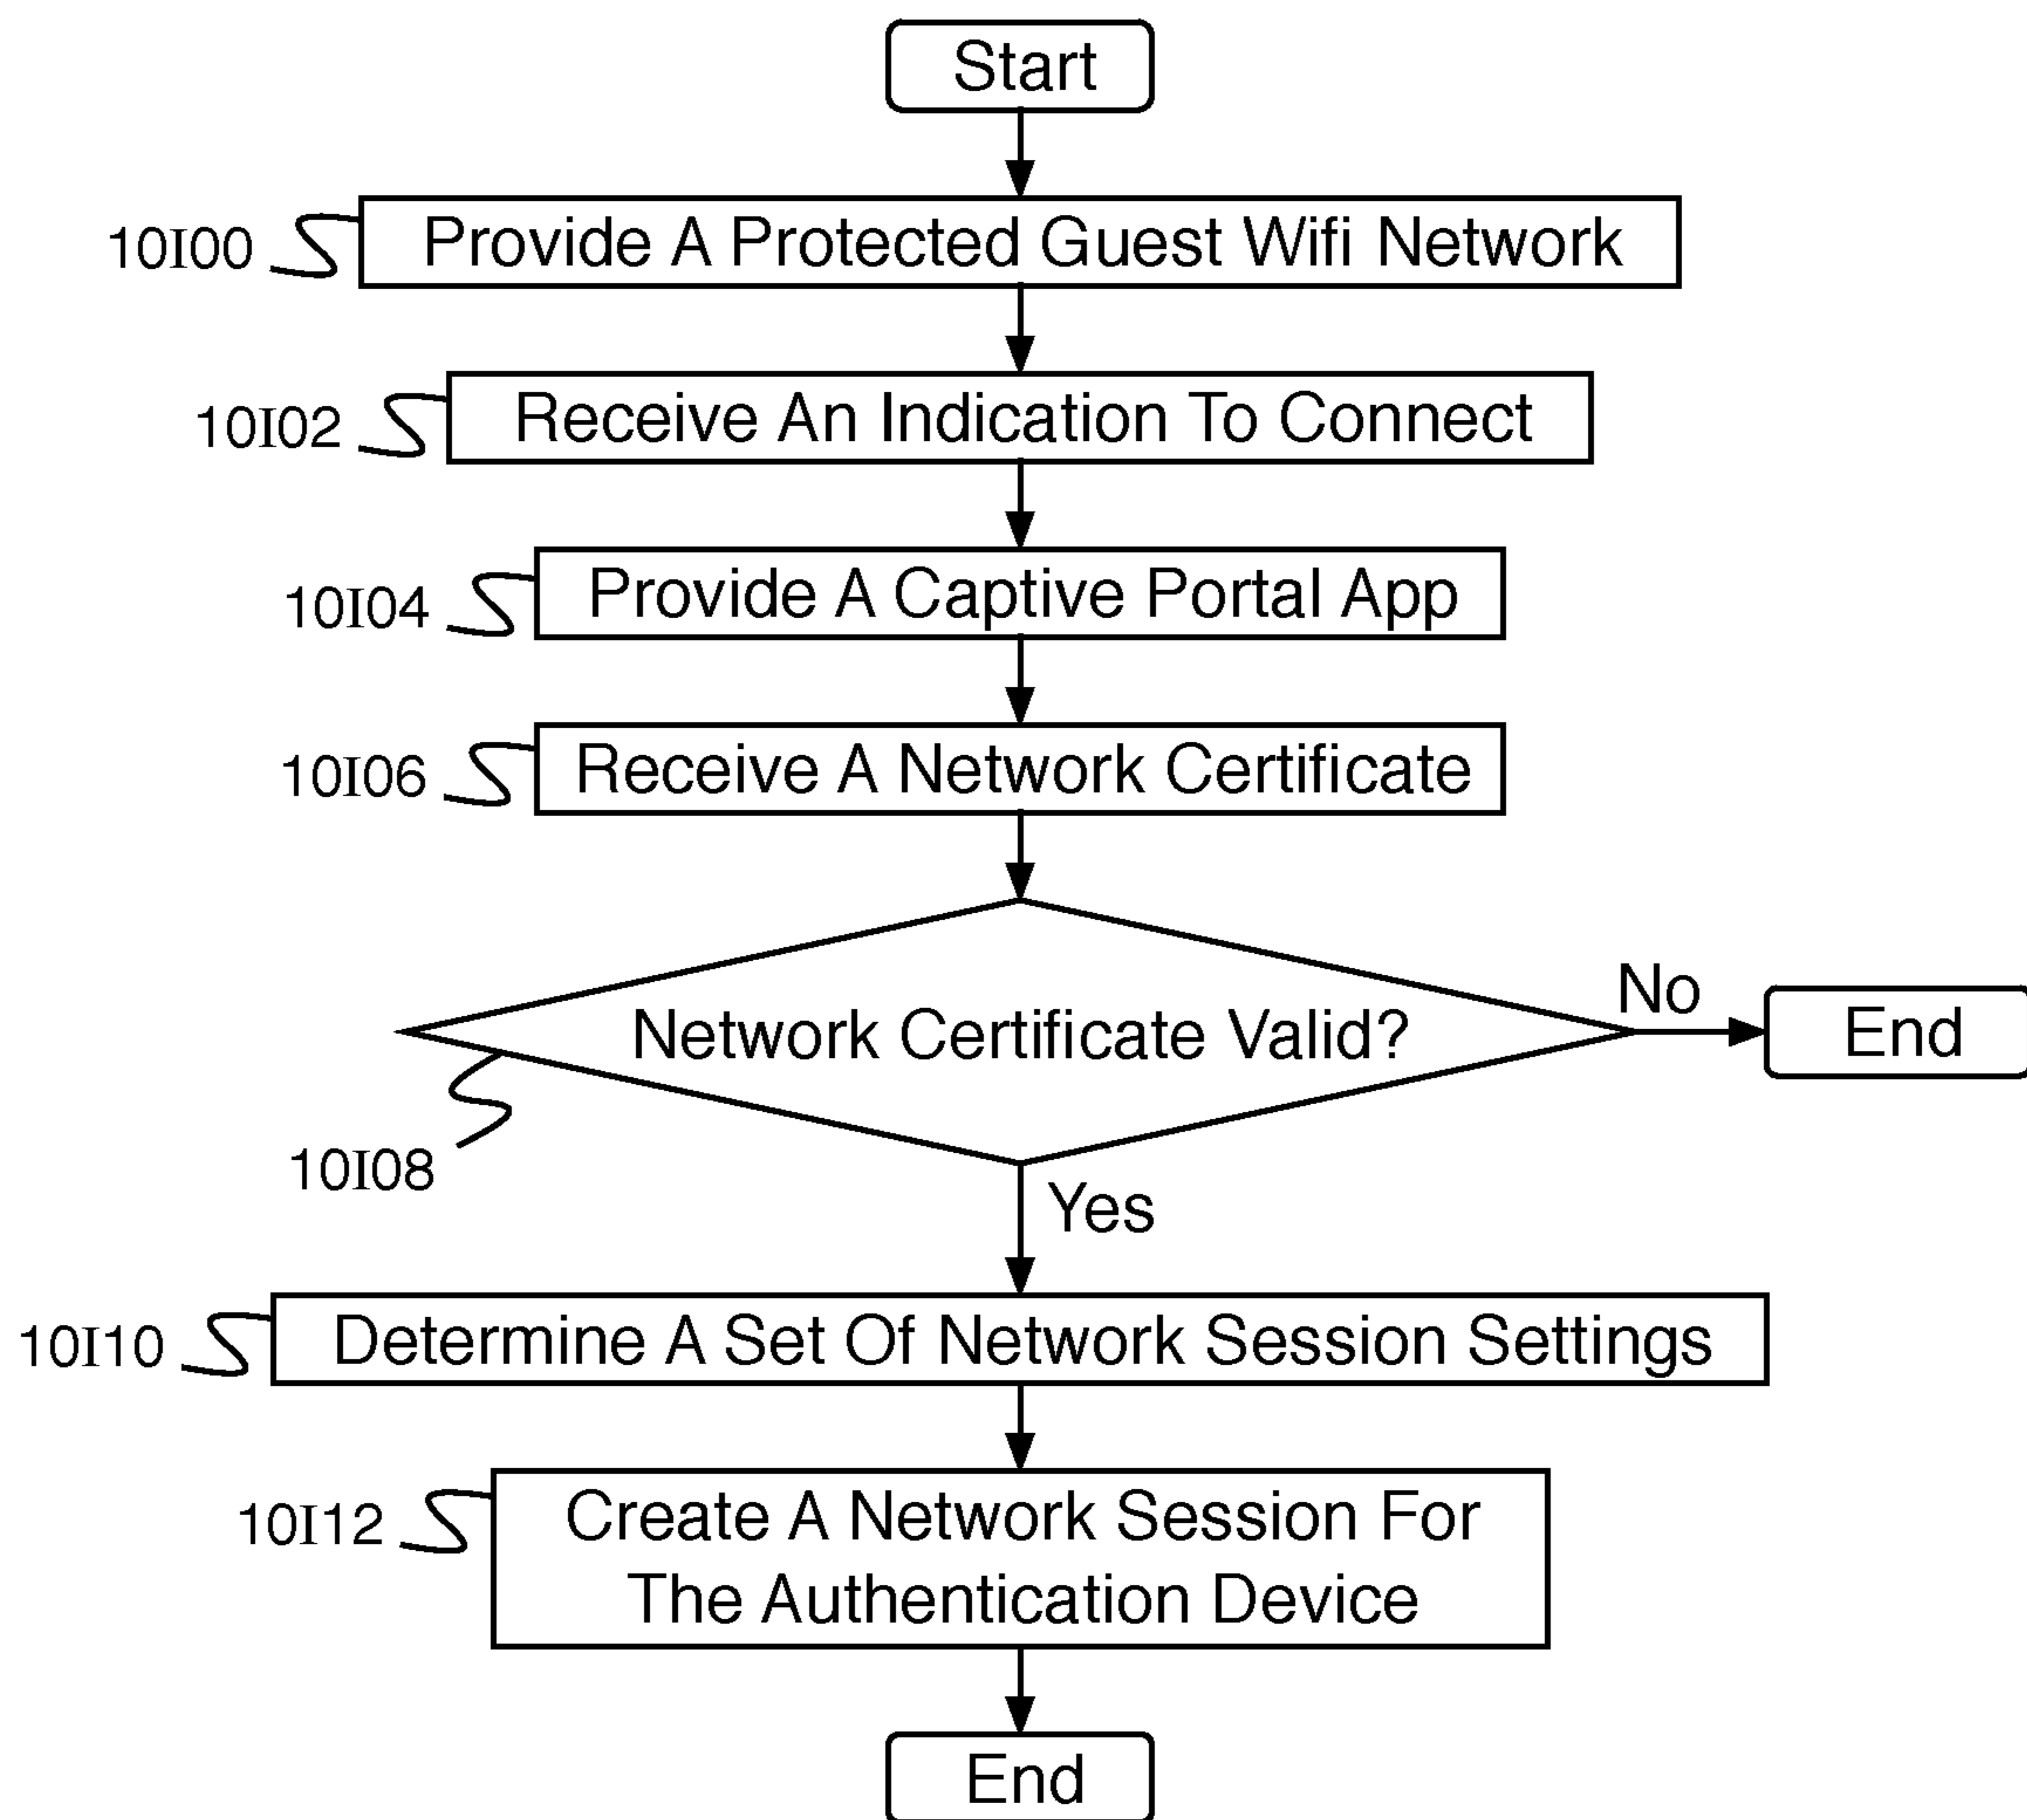 Start
10I00
Provide A Protected Guest Wifi Network
10I02
Receive An Indication To Connect
10I04
Provide A Captive Portal App
10I06
Receive A Network Certificate
Network Certificate Valid?
No
End
10I08
Yes
10I10
Determine A Set Of Network Session Settings
10I12
Create A Network Session For
The Authentication Device
End